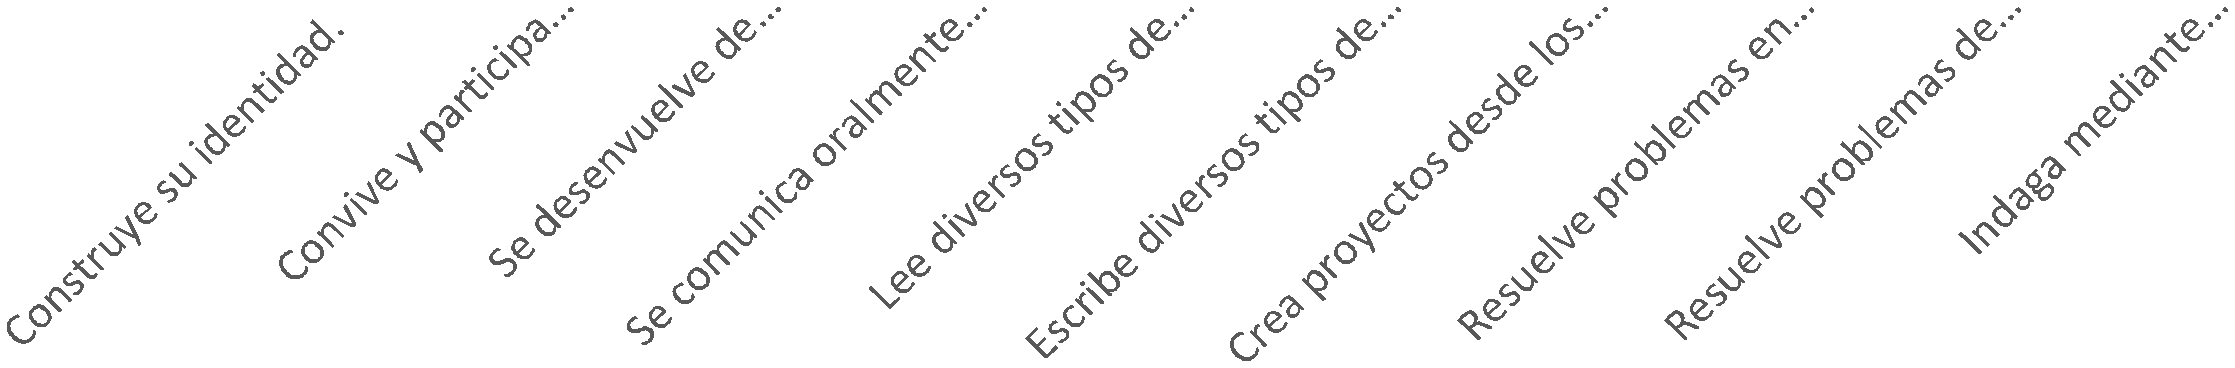 Construye su identidad.
Convive y participa...
Se desenvuelve de...
Se comunica oralmente...
Lee diversos tipos de...
Escribe diversos tipos de...
Crea proyectos desde los...
Resuelve problemas en...
Resuelve problemas de...
Indaga mediante...